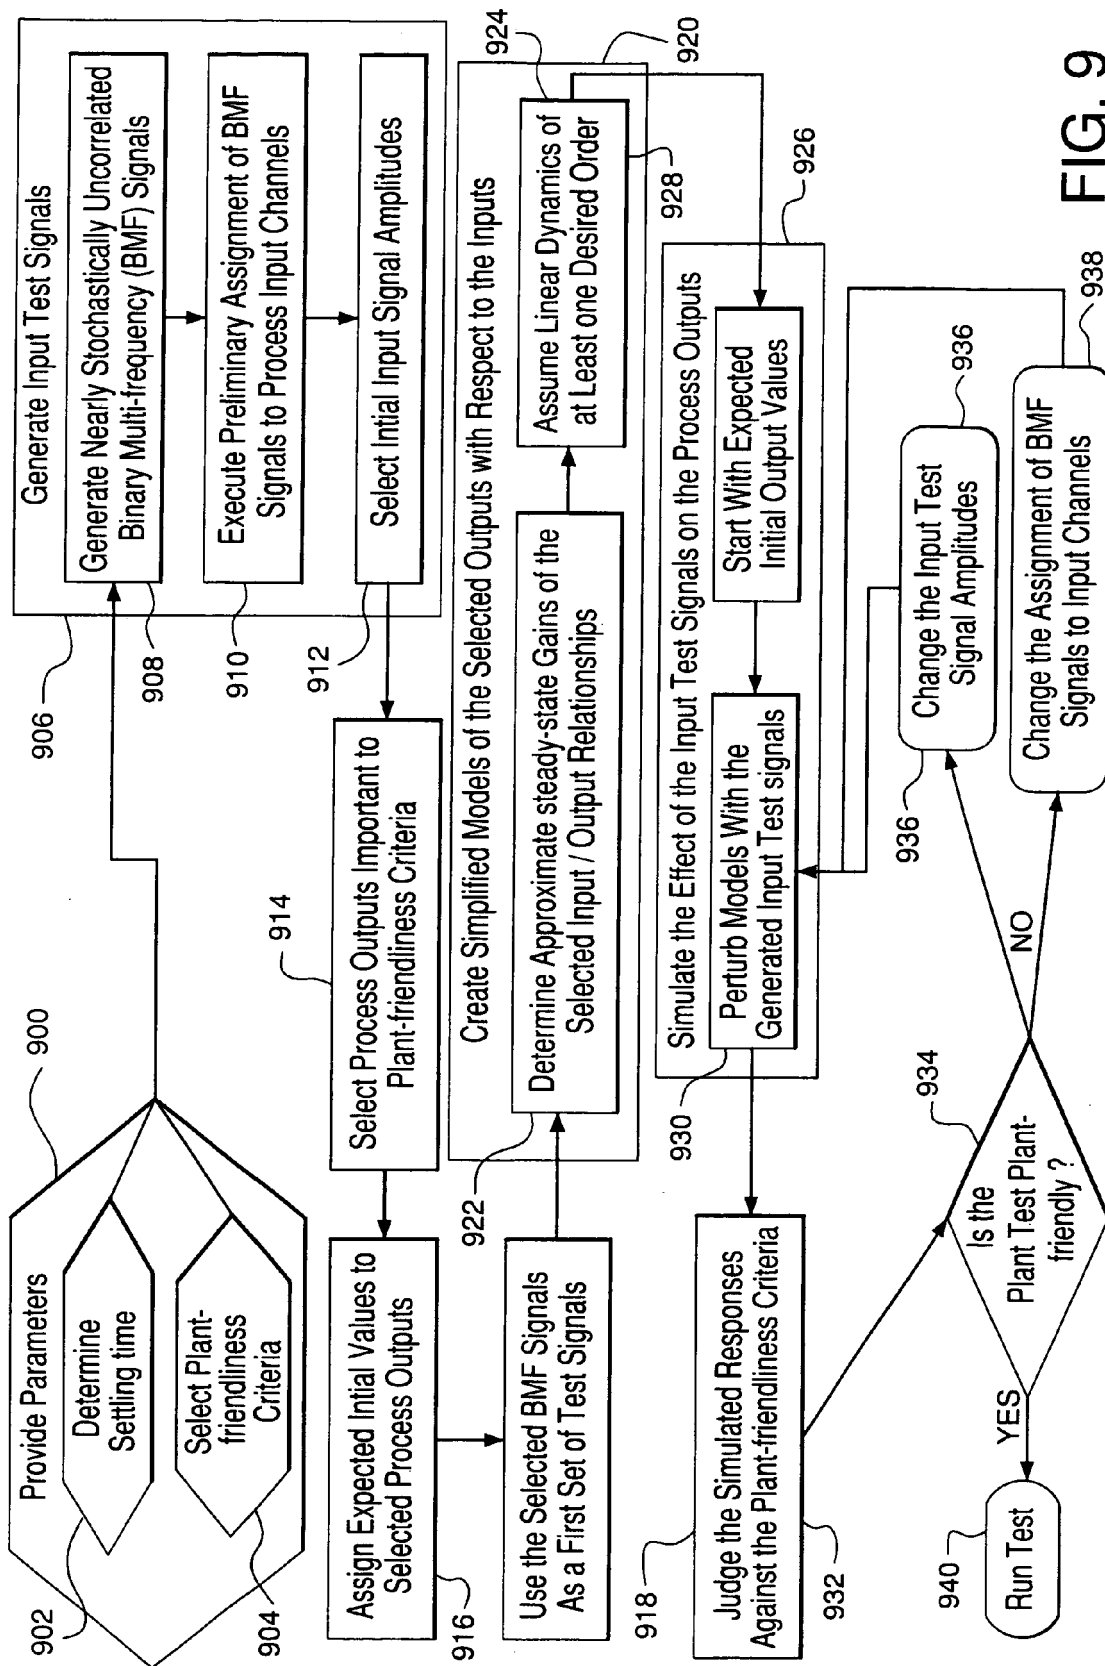 Provide Parameters
900
Determine
Settling time
902
Select Plant-
friendliness
Criteria
904
Generate Input Test Signals
906
Generate Nearly Stochastically Uncorrelated
Binary Multi-frequency (BMF) Signals
908
Execute Preliminary Assignment of BMF
Signals to Process Input Channels
910
Select Intial Input Signal Amplitudes
912
914
Select Process Outputs Important to
Plant-friendliness Criteria
Assign Expected Intial Values to
Selected Process Outputs
916
Use the Selected BMF Signals
As a First Set of Test Signals
918
Create Simplified Models of the Selected Outputs with Respect to the Inputs
920
Determine Approximate steady-state Gains of the
Selected Input / Output Relationships
922
Assume Linear Dynamics of
at Least one Desired Order
924
928
Simulate the Effect of the Input Test Signals on the Process Outputs
926
Start With Expected
Initial Output Values
Perturb Models With the
Generated Input Test signals
930
Judge the Simulated Responses
Against the Plant-friendliness Criteria
932
934
Is the
Plant Test Plant-
friendly ?
YES
NO
940
Run Test
936
Change the Input Test
Signal Amplitudes
936
Change the Assignment of BMF
Signals to Input Channels
938
FIG. 9